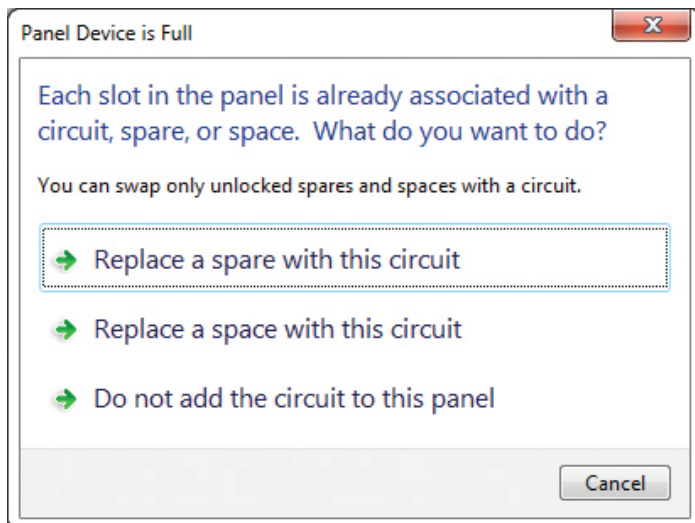 Panel Device is Full
Each slot in the panel is already associated with a
circuit, spare, or space.  What do you want to do?
You can swap only unlocked spares and spaces with a circuit.
Replace a spare with this circuit
Replace a space with this circuit
Do not add the circuit to this panel
Cancel